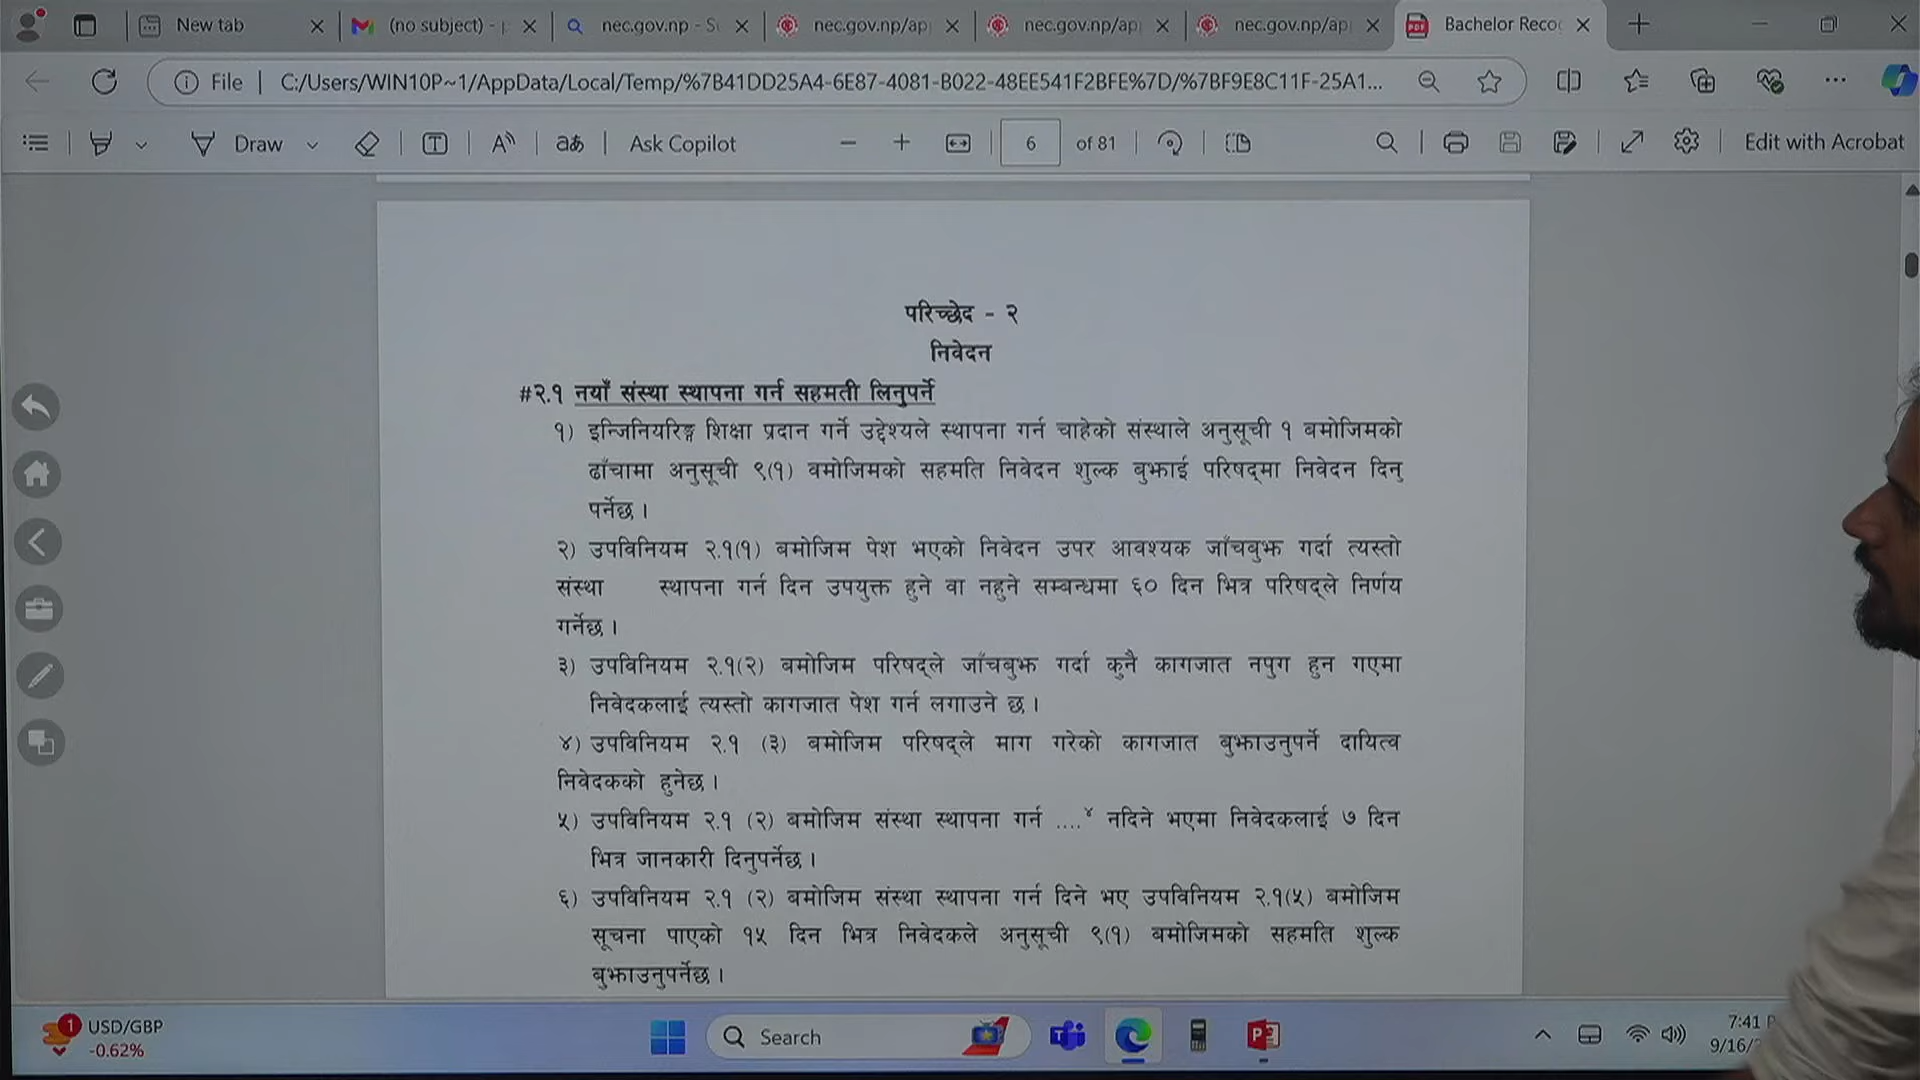 New tab
(no subject) -
nec.gov.np - S
nec.gov.np/ap
nec.gov.np/ap
nec.gov.np/ap
Bachelor Reco
File
C:/Users/WIN10P~1/AppData/Local/Temp/%7B41DD25A4-6E87-4081-B022-48EE541F2BFE%7D/%7BF9E8C11F-25A1...
Draw
Ask Copilot
6 of 81
Edit with Acrobat
परिच्छेद - २
निवेदन
#२.१ नयाँ संस्था स्थापना गर्न सहमती लिनुपर्ने
१) इन्जिनियरिङ्ग शिक्षा प्रदान गर्ने उद्देश्यले स्थापना गर्न चाहेको संस्थाले अनुसूची १ बमोजिमको
ढाँचामा अनुसूची ९(१) वमोजिमको सहमति निवेदन शुल्क बुझाई परिषद्मा निवेदन दिनु
पर्नेछ ।
२) उपविनियम २.१(१) बमोजिम पेश भएको निवेदन उपर आवश्यक जाँचबुझ गर्दा त्यस्तो
संस्था स्थापना गर्न दिन उपयुक्त हुने वा नहुने सम्बन्धमा ६० दिन भित्र परिषद्ले निर्णय
गर्नेछ ।
३) उपविनियम २.१(२) बमोजिम परिषद्ले जाँचबुझ गर्दा कुनै कागजात नपुग हुन गएमा
निवेदकलाई त्यस्तो कागजात पेश गर्न लगाउने छ ।
४) उपविनियम २.१ (३) बमोजिम परिषद्ले माग गरेको कागजात बुझाउनुपर्ने दायित्व
निवेदकको हुनेछ ।
५) उपविनियम २.१ (२) बमोजिम संस्था स्थापना गर्न ....४ नदिने भएमा निवेदकलाई ७ दिन
भित्र जानकारी दिनुपर्नेछ ।
६) उपविनियम २.१ (२) बमोजिम संस्था स्थापना गर्न दिने भए उपविनियम २.१(५) बमोजिम
सूचना पाएको १५ दिन भित्र निवेदकले अनुसूची ९(१) बमोजिमको सहमति शुल्क
बुझाउनुपर्नेछ ।
1
USD/GBP
-0.62%
Search
7:41
9/16/